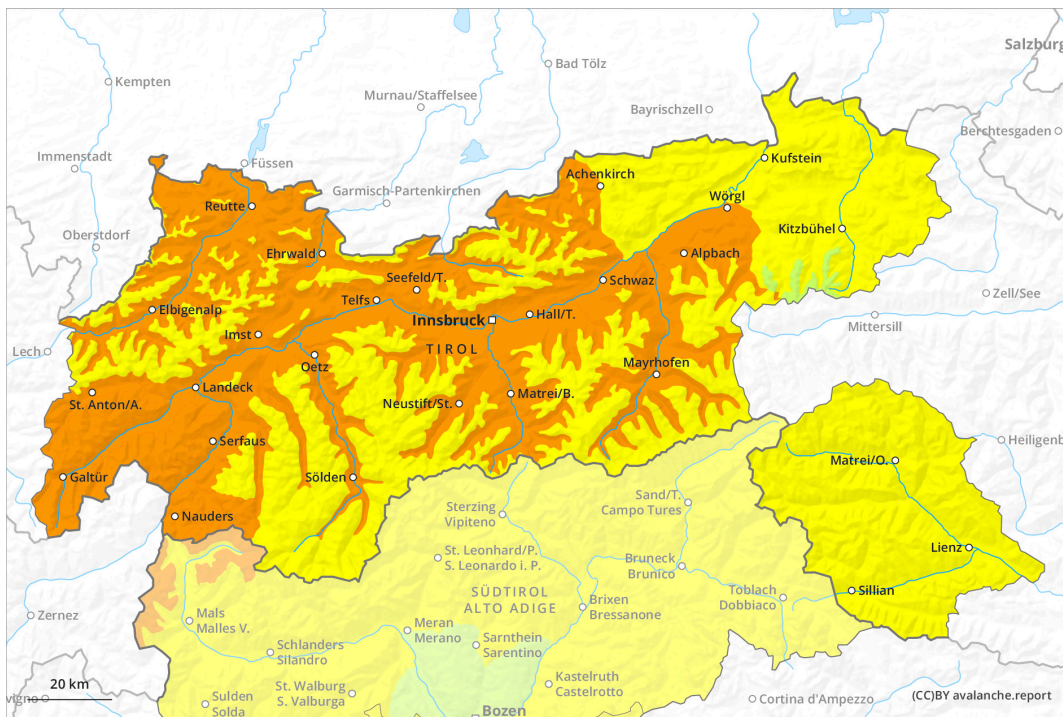 Salzburg
Bad Tölz
Kempten
Murnau/Staffelsee
Bayrischzell
Berchtesgaden
Immenstadt
Füssen
Kufstein
Achenkirch
Garmisch-Partenkirchen
Reutte
Wörgl
Oberstdorf
Kitzbühel
Ehrwald
Alpbach
Seefeld/T.
Schwaz
Zell/See
Telfs
Elbigenalp
Innsbruck
Hall/T.
Mittersill
Imst
Lech
TIROL
Oetz
Mayrhofen
Landeck
St. Anton/A.
Neustift/St.
Matrei/B.
Serfaus
Heiligenb
Matrei/O.
Galtür
Sölden
Sand/T.
Campo Tures
Sterzing
Vipiteno
Nauders
Lienz
St. Leonhard/P.
S. Leonardo i. P.
Bruneck
Brunico
SÜDTIROL
ALTO ADIGE
Toblach
Dobbiaco
Sillian
Brixen
Bressanone
Zernez
Mals
Malles V.
Meran
Merano
Sarnthein
Sarentino
Schlanders
Silandro
20 km
Kastelruth
Castelrotto
St. Walburg
S. Valburga
vigno
Sulden
Solda
Cortina d'Ampezzo
(CC)BY avalanche.report
Bozen